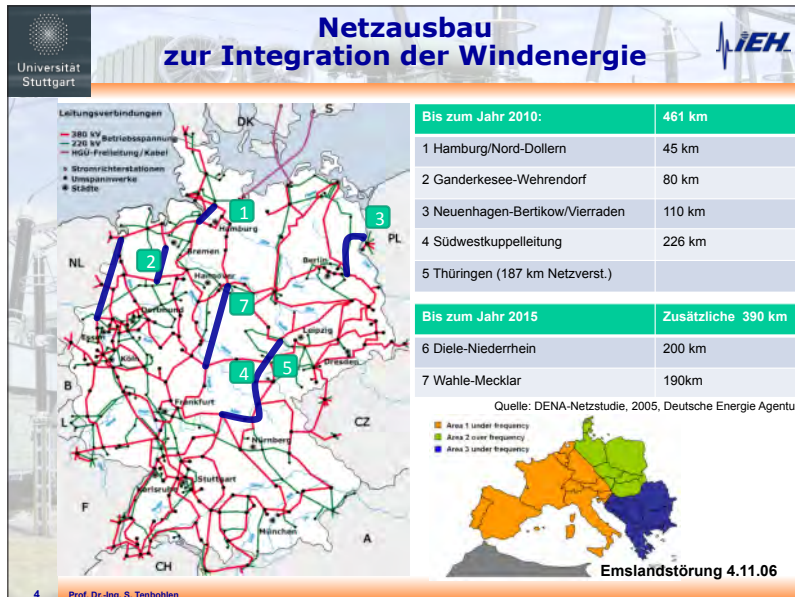 Netzausbau
zur Integration der Windenergie
Universität
Stuttgart
iEH
Leitungsverbindungen
380 kV
220 kV
Betriebsspannung
HGÜ-Freileitung/Kabel
Stromrichterstationen
Umspannwerke
Städte
DK
S
NL
PL
B
L
F
CH
A
CZ
Hamburg
Bremen
Hannover
Berlin
Dortmund
Essen
Köln
Leipzig
Dresden
Frankfurt
Nürnberg
Stuttgart
Karlsruhe
München
1
2
3
4
5
7
Bis zum Jahr 2010: 461 km
1 Hamburg/Nord-Dollern 45 km
2 Ganderkesee-Wehrendorf 80 km
3 Neuenhagen-Bertikow/Vierraden 110 km
4 Südwestkuppelleitung 226 km
5 Thüringen (187 km Netzverst.)
Bis zum Jahr 2015 Zusätzliche 390 km
6 Diele-Niederrhein 200 km
7 Wahle-Mecklar 190km
Quelle: DENA-Netzstudie, 2005, Deutsche Energie Agentu
Area 1 under frequency
Area 2 over frequency
Area 3 under frequency
Emslandstörung 4.11.06
4 Prof. Dr.-Ing. S. Tenbohlen